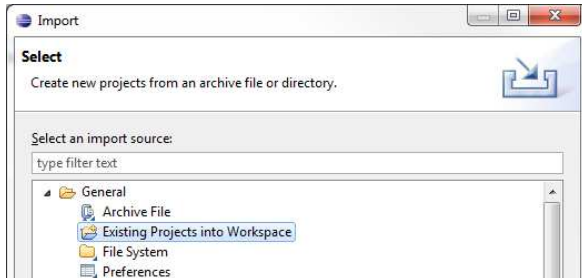 Import
Select
Create new projects from an archive file or directory.
Select an import source:
type filter text
General
Archive File
Existing Projects into Workspace
File System
Preferences